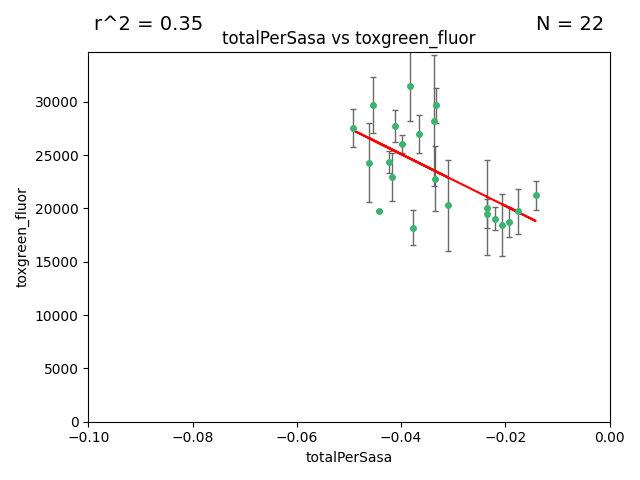 r^2 = 0.35
N = 22
totalPerSasa vs toxgreen_fluor
toxgreen_fluor
30000
25000
20000
15000
10000
5000
0
−0.10
−0.08
−0.06
−0.04
−0.02
0.00
totalPerSasa